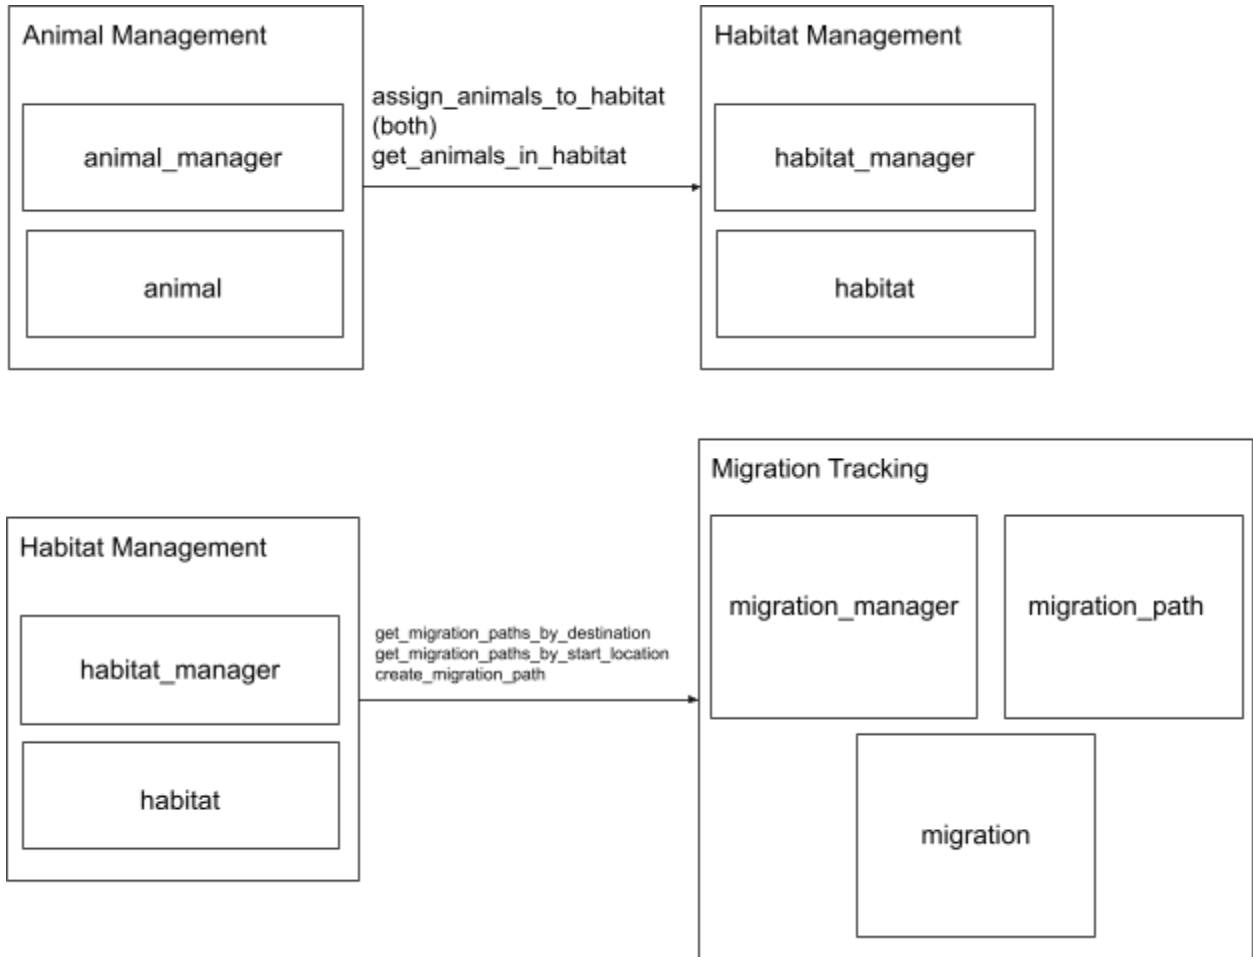 Animal Management
animal_manager
animal
assign_animals_to_habitat
(both)
get_animals_in_habitat
Habitat Management
habitat_manager
habitat
Habitat Management
habitat_manager
habitat
get_migration_paths_by_destination
get_migration_paths_by_start_location
create_migration_path
Migration Tracking
migration_manager
migration_path
migration